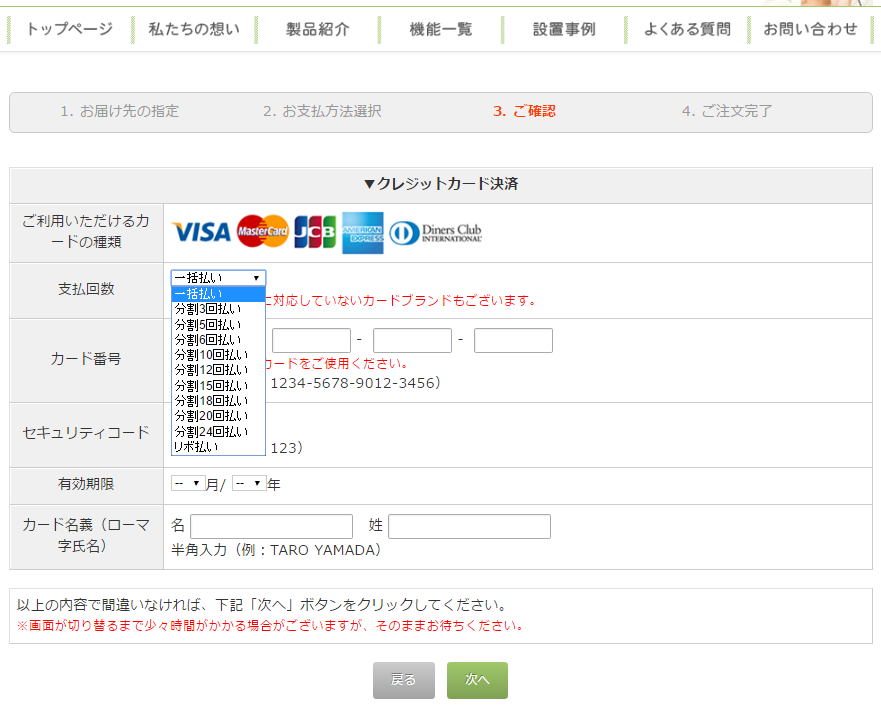 トップページ 私たちの想い 製品紹介 機能一覧 設置事例 よくある質問 お問い合わせ
1. お届け先の指定 2. お支払方法選択 3. ご確認 4. ご注文完了
▼クレジットカード決済
ご利用いただけるカ
ードの種類
VISA MasterCard JCB AMERICAN EXPRESS Diners Club INTERNATIONAL
支払回数
一括払い ▼
一括払い
分割3回払い
分割5回払い
分割6回払い
分割10回払い
分割12回払い
分割15回払い
分割18回払い
分割20回払い
分割24回払い
リボ払い
に対応していないカードブランドもございます。
カード番号
- -
カードをご使用ください。
1234-5678-9012-3456）
セキュリティコード
123）
有効期限
-- ▼ 月/ -- ▼ 年
カード名義（ローマ
字氏名）
名 姓
半角入力（例：TARO YAMADA）
以上の内容で間違いなければ、下記「次へ」ボタンをクリックしてください。
※画面が切り替るまで少々時間がかかる場合がございますが、そのままお待ちください。
戻る 次へ